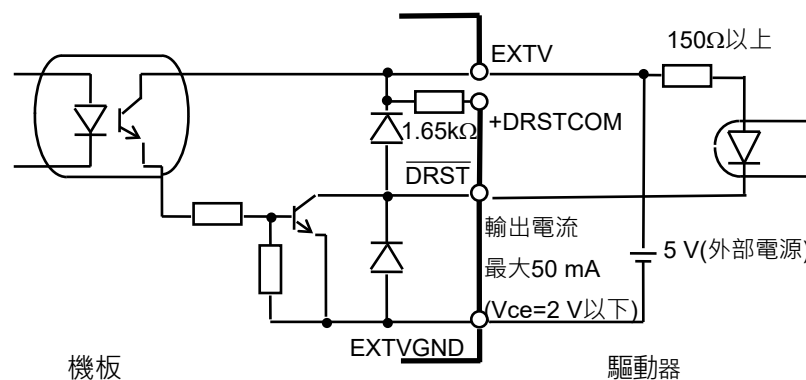 EXTV
150Ω以上
1.65kΩ
+DRSTCOM
DRST
輸出電流
最大50 mA
(Vce=2 V以下)
5 V(外部電源)
EXTVGND
機板
驅動器